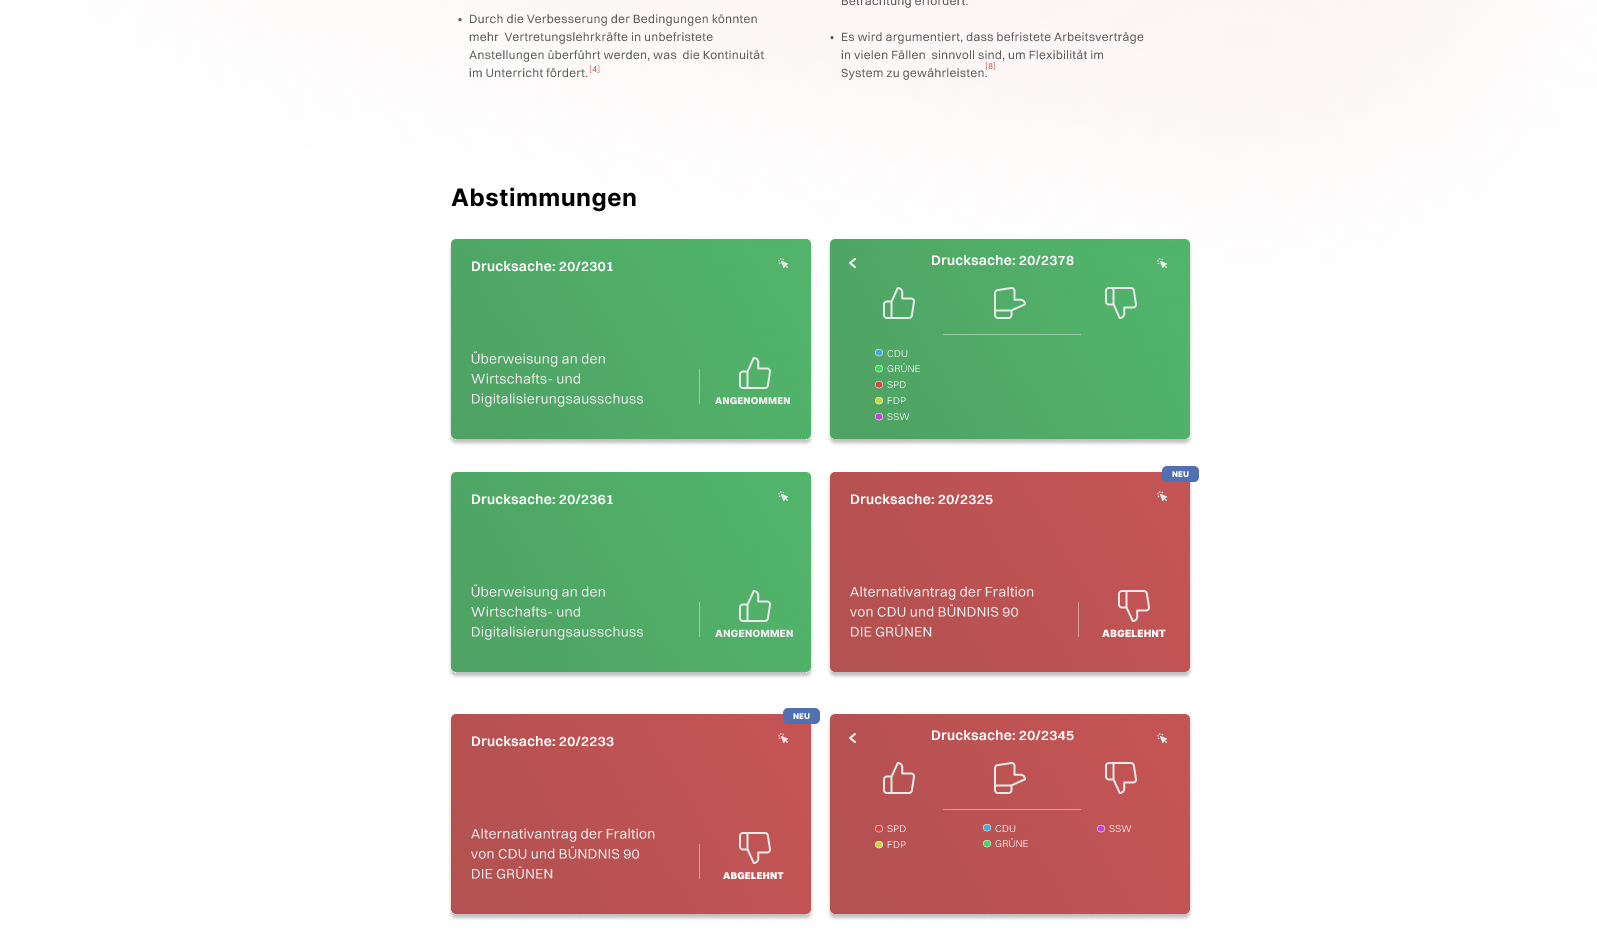 Durch die Verbesserung der Bedingungen könnten
mehr Vertretungslehrkräfte in unbefristete
Anstellungen überführt werden, was die Kontinuität
im Unterricht fördert.[4]
Betrachtung erfordert.
Es wird argumentiert, dass befristete Arbeitsverträge
in vielen Fällen sinnvoll sind, um Flexibilität im
System zu gewährleisten.[8]
Abstimmungen
Drucksache: 20/2301
Überweisung an den
Wirtschafts- und
Digitalisierungsausschuss
ANGENOMMEN
Drucksache: 20/2378
CDU
GRÜNE
SPD
FDP
SSW
Drucksache: 20/2361
Überweisung an den
Wirtschafts- und
Digitalisierungsausschuss
ANGENOMMEN
NEU
Drucksache: 20/2325
Alternativantrag der Fraltion
von CDU und BÜNDNIS 90
DIE GRÜNEN
ABGELEHNT
NEU
Drucksache: 20/2233
Alternativantrag der Fraltion
von CDU und BÜNDNIS 90
DIE GRÜNEN
ABGELEHNT
Drucksache: 20/2345
SPD
FDP
CDU
GRÜNE
SSW